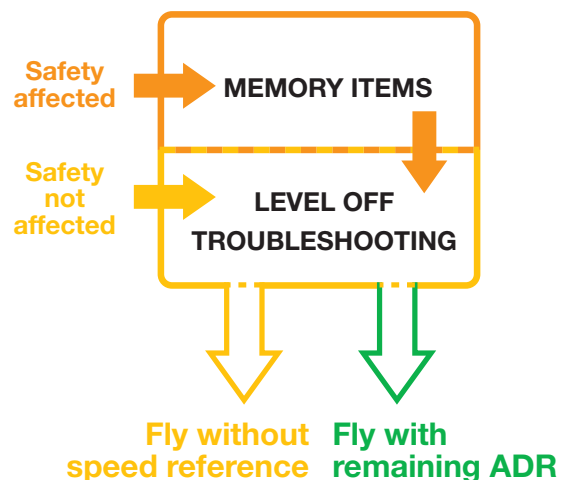 Safety
affected
MEMORY ITEMS
Safety
not
affected
LEVEL OFF
TROUBLESHOOTING
Fly without
speed reference
Fly with
remaining ADR